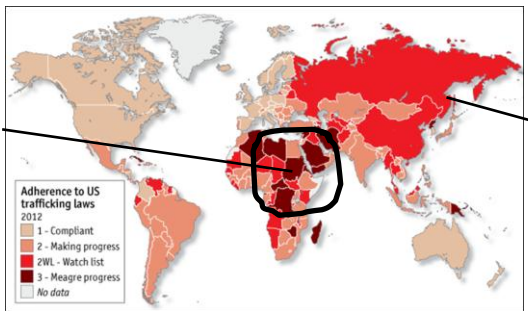 Adherence to US
trafficking laws
2012
1 - Compliant
2 - Making progress
2WL - Watch list
3 - Meagre progress
No data